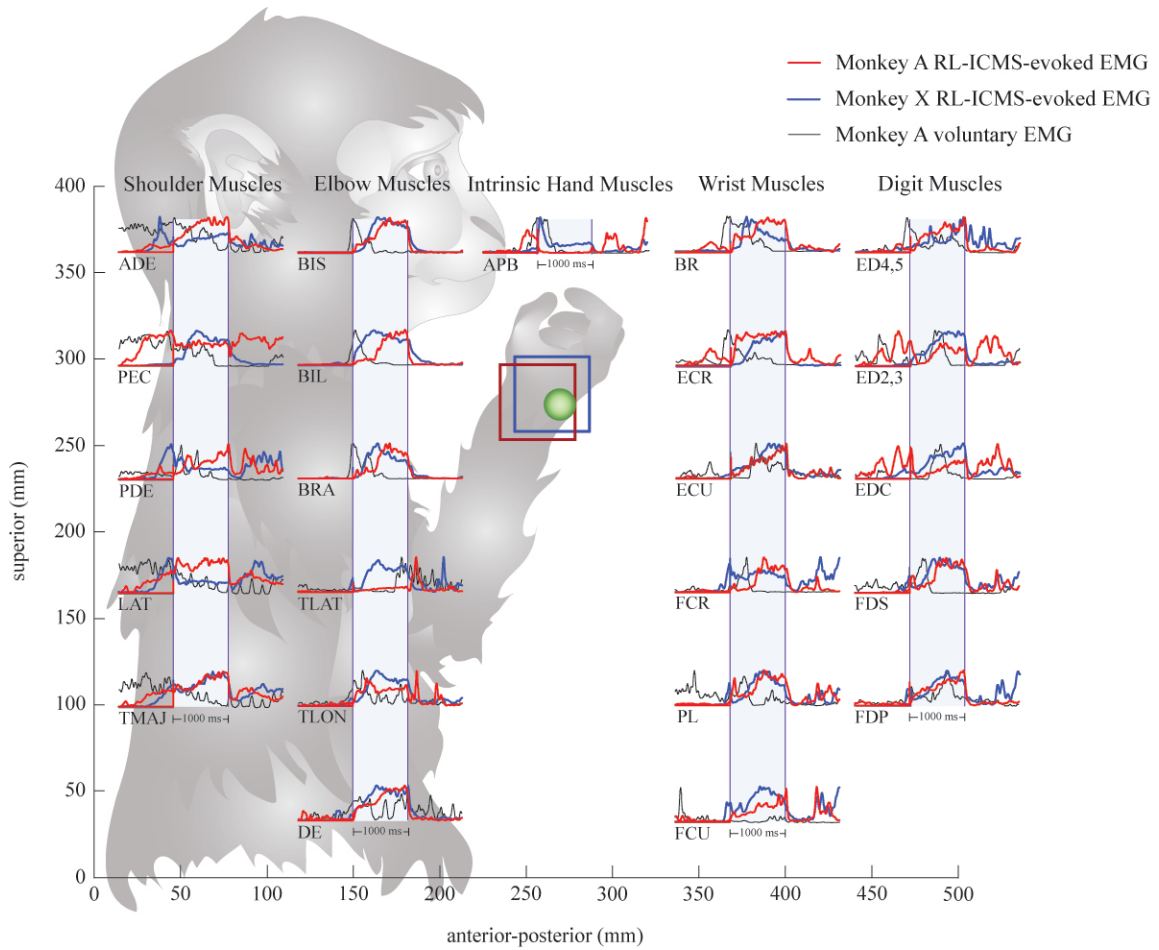 Monkey A RL-ICMS-evoked EMG
Monkey X RL-ICMS-evoked EMG
Monkey A voluntary EMG
Shoulder Muscles Elbow Muscles Intrinsic Hand Muscles Wrist Muscles Digit Muscles
400
ADE BIS APB 1000 ms BR ED4,5
350
PEC BIL ECR ED2,3
300
250
PDE BRA ECU EDC
200
LAT TLAT FCR FDS
150
100
TMAJ 1000 ms TLON PL FDP 1000 ms
50
DE 1000 ms FCU 1000 ms
0
superior (mm)
0 50 100 150 200 250 300 350 400 450 500
anterior-posterior (mm)